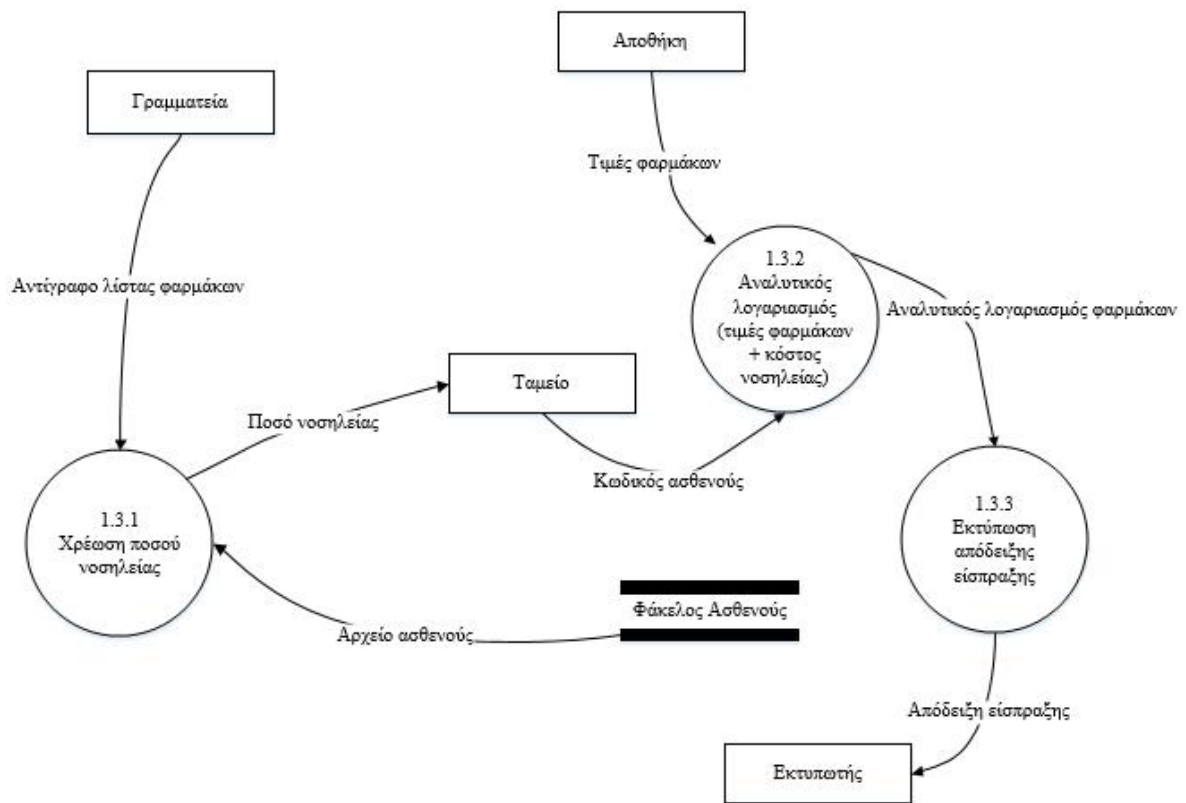 Αποθήκη
Γραμματεία
Τιμές φαρμάκων
Αντίγραφο λίστας φαρμάκων
1.3.2
Αναλυτικός
λογαριασμός
(τιμές φαρμάκων
+ κόστος
νοσηλείας)
Αναλυτικός λογαριασμός φαρμάκων
Ταμείο
Ποσό νοσηλείας
Κωδικός ασθενούς
1.3.1
Χρέωση ποσού
νοσηλείας
1.3.3
Εκτύπωση
απόδειξης
είσπραξης
Φάκελος Ασθενούς
Αρχείο ασθενούς
Απόδειξη είσπραξης
Εκτυπωτής